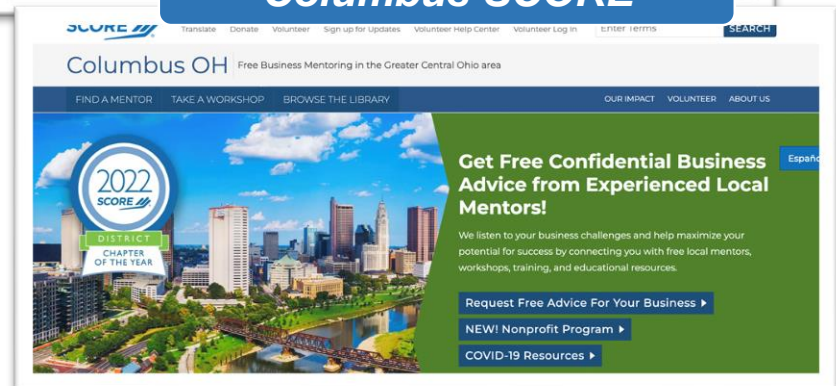 Columbus SCORE
SCORE
Translate Donate Volunteer Sign up for Updates Volunteer Help Center Volunteer Log In Enter Terms SEARCH
Columbus OH Free Business Mentoring in the Greater Central Ohio area
FIND A MENTOR TAKE A WORKSHOP BROWSE THE LIBRARY OUR IMPACT VOLUNTEER ABOUT US
2022
SCORE
DISTRICT
CHAPTER
OF THE YEAR
Get Free Confidential Business
Advice from Experienced Local
Mentors!
Españo
We listen to your business challenges and help maximize your
potential for success by connecting you with free local mentors,
workshops, training, and educational resources.
Request Free Advice For Your Business
NEW! Nonprofit Program
COVID-19 Resources